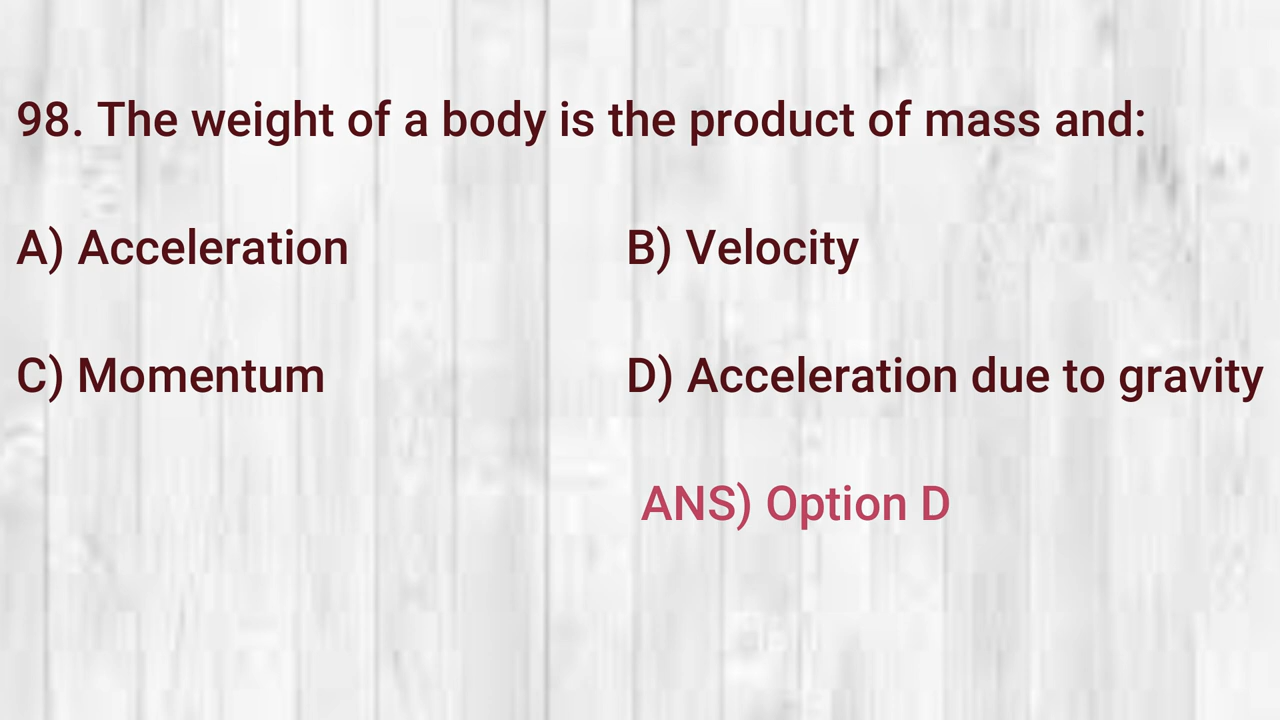 98. The weight of a body is the product of mass and:
A) Acceleration B) Velocity
C) Momentum D) Acceleration due to gravity
ANS) Option D